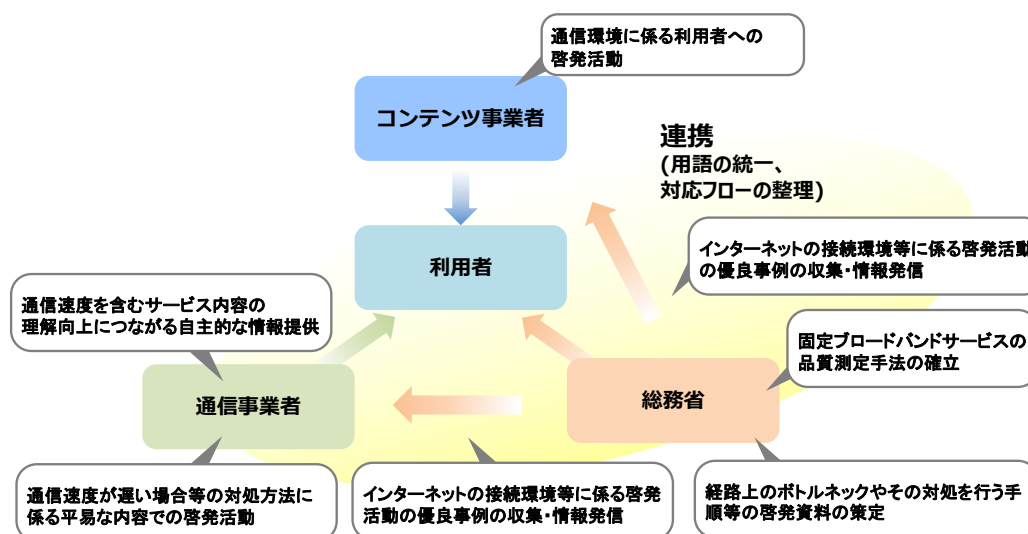 通信環境に係る利用者への
啓発活動
コンテンツ事業者
連携
(用語の統一、
対応フローの整理)
利用者
インターネットの接続環境等に係る啓発活動
の優良事例の収集・情報発信
通信速度を含むサービス内容の
理解向上につながる自主的な情報提供
固定ブロードバンドサービスの
品質測定手法の確立
通信事業者
総務省
通信速度が遅い場合等の対処方法に
係る平易な内容での啓発活動
インターネットの接続環境等に係る啓発
活動の優良事例の収集・情報発信
経路上のボトルネックやその対処を行う手
順等の啓発資料の策定